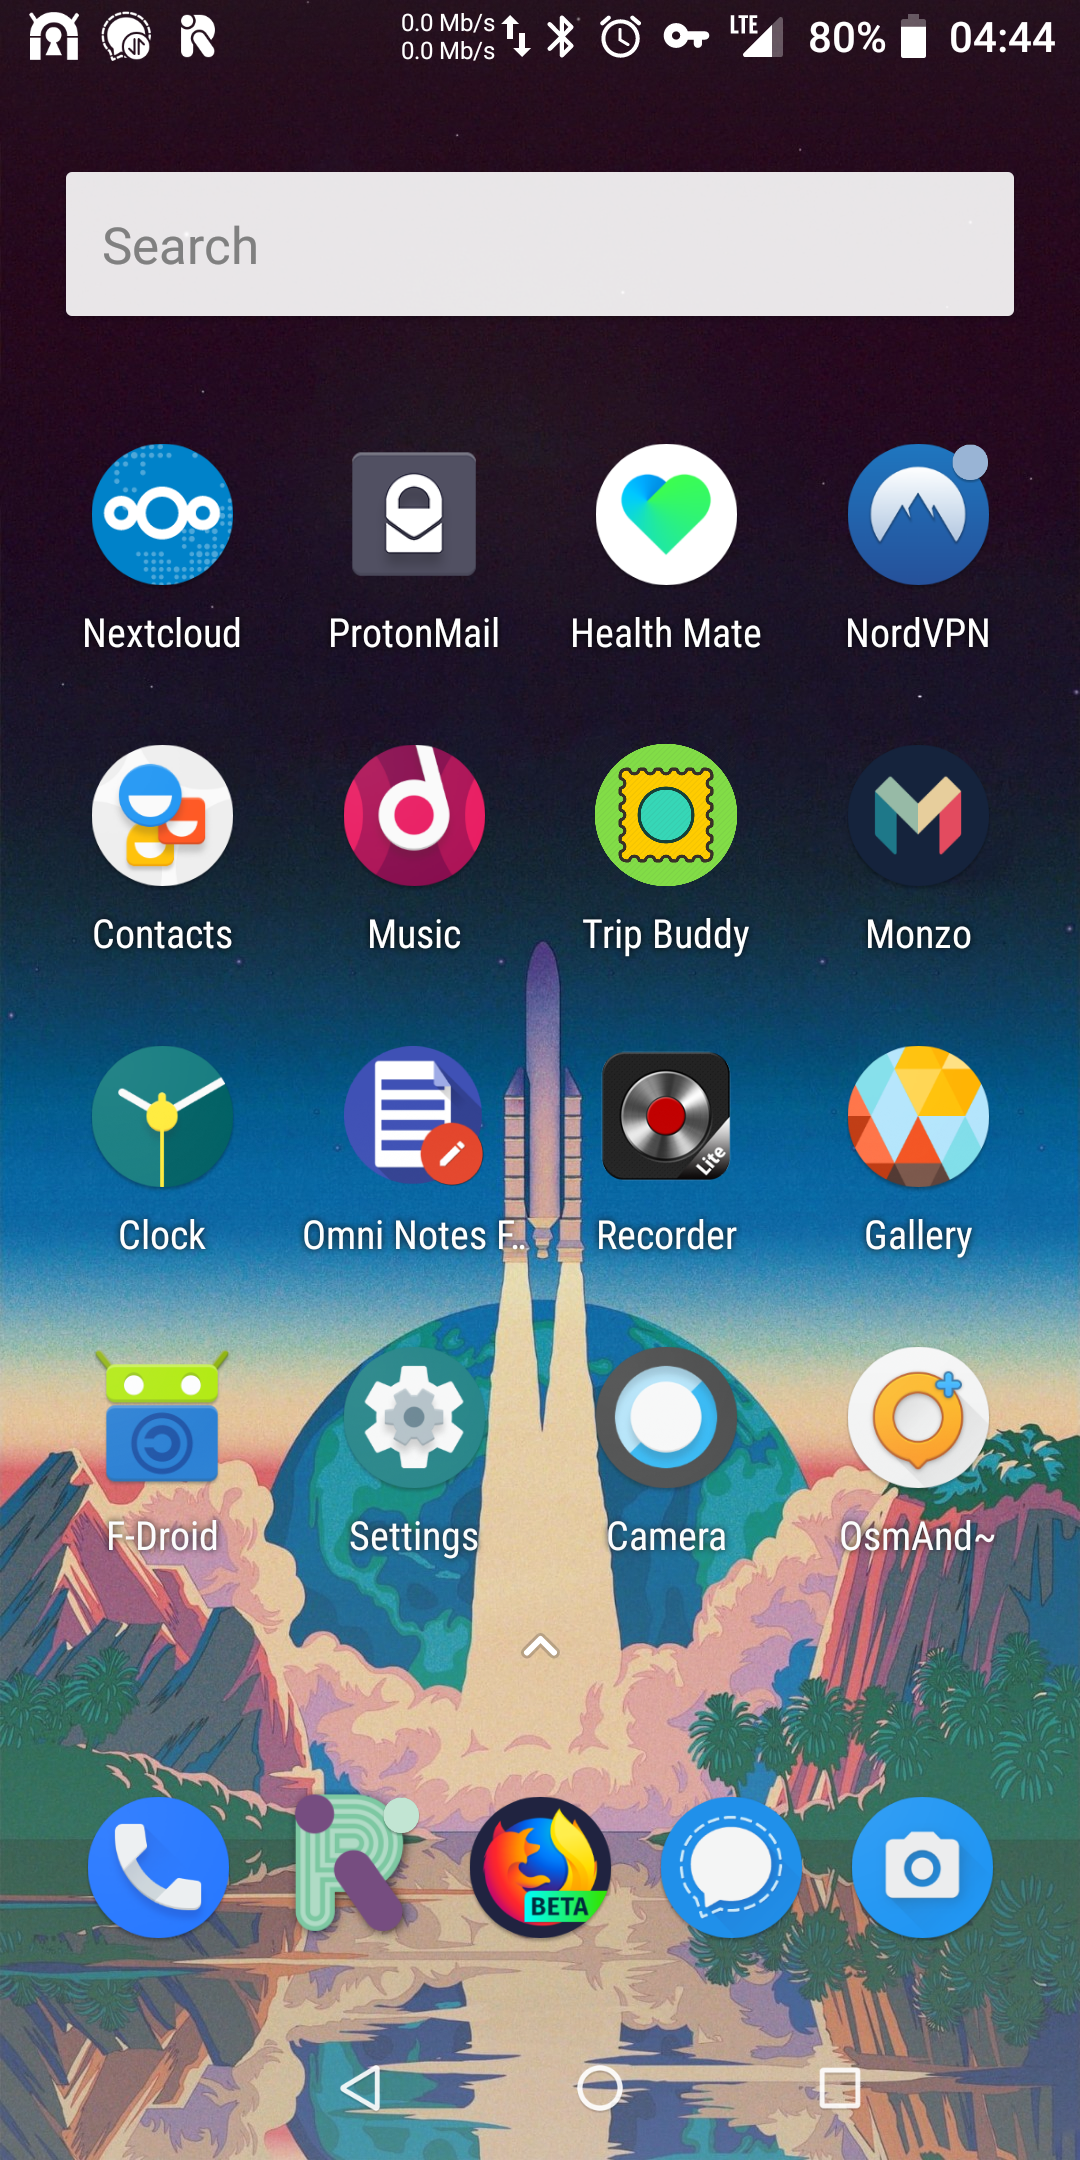 0.0 Mb/s
0.0 Mb/s
LTE
80%
04:44
Search
Nextcloud
ProtonMail
Health Mate
NordVPN
Contacts
Music
Trip Buddy
Monzo
Lite
Clock
Omni Notes F..
Recorder
Gallery
F-Droid
Settings
Camera
OsmAnd~
BETA